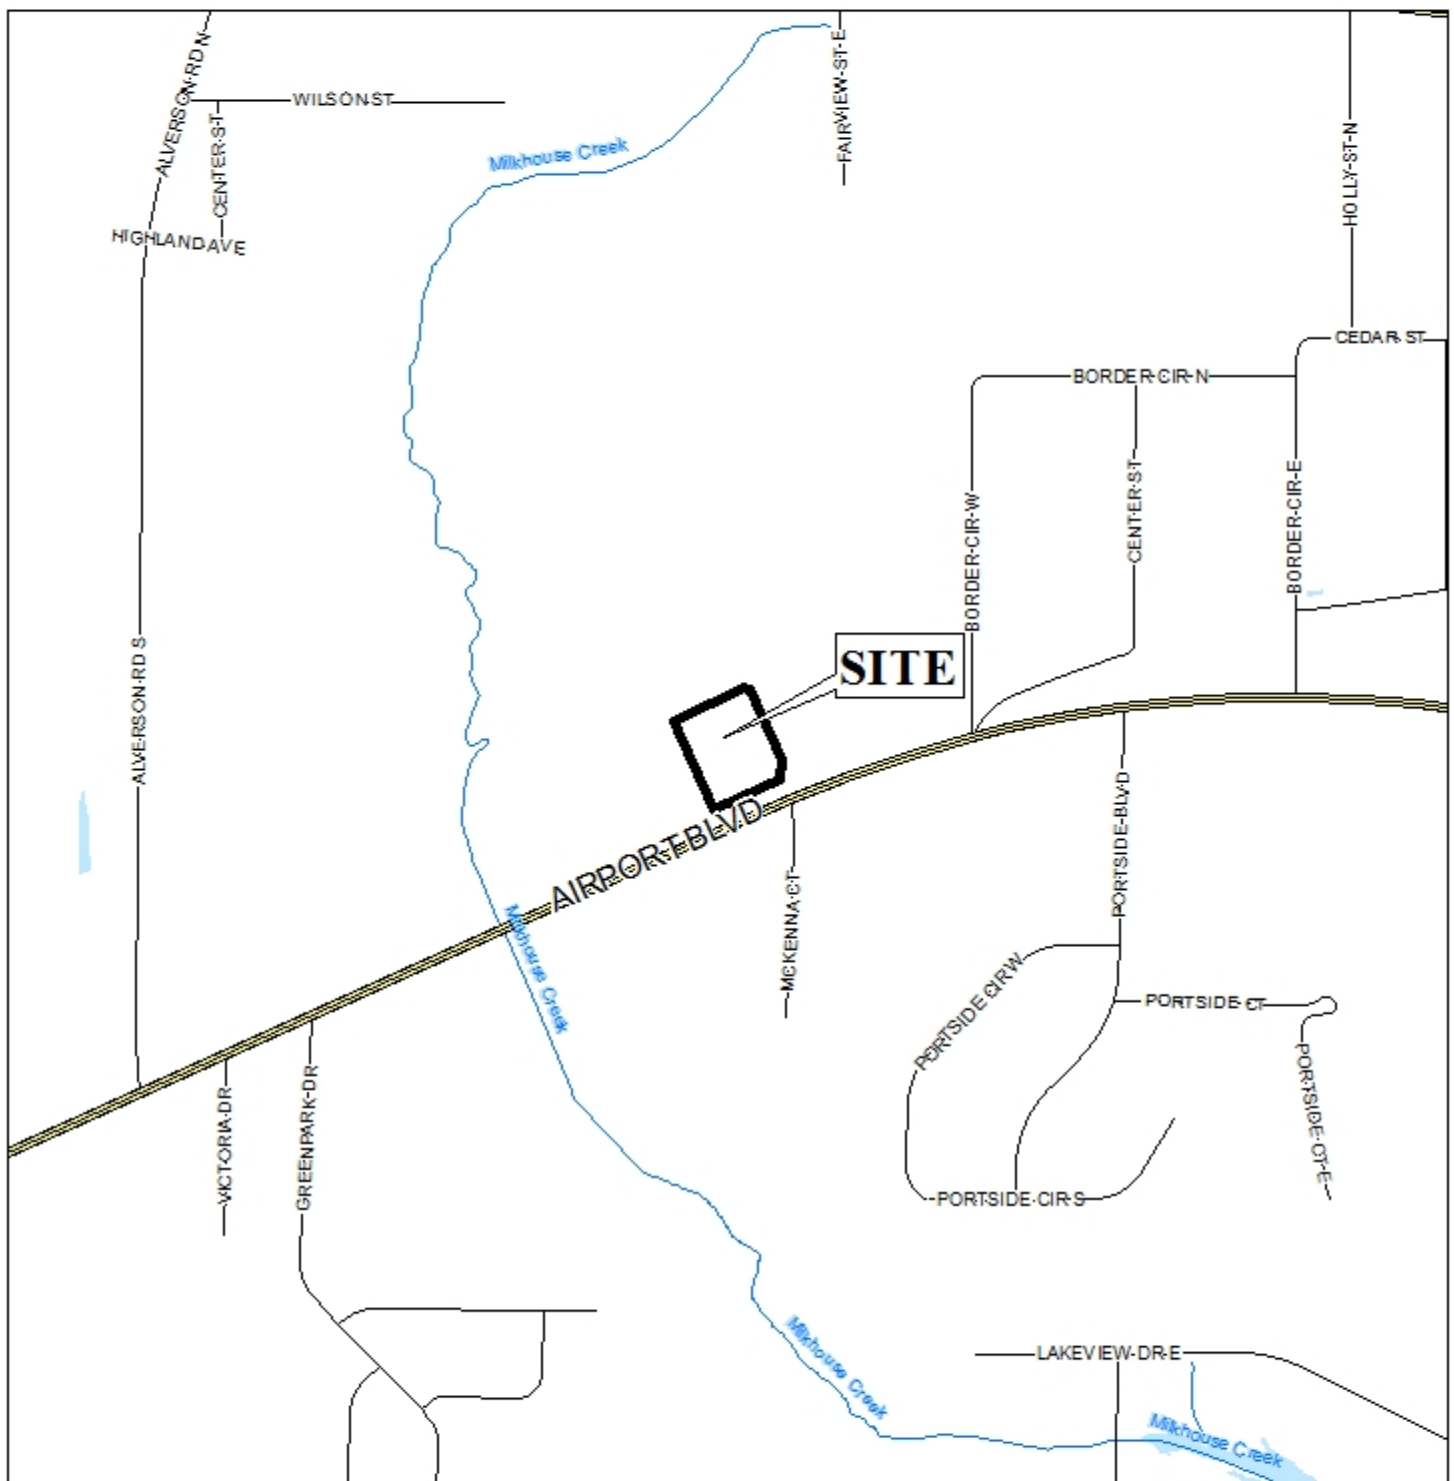 ALVERSON RD N
WILSON ST
CENTER ST
HIGHLAND AVE
Milkhouse Creek
FAIRVIEW ST E
HOLLY ST N
CEDAR ST
BORDER CIR N
BORDER CIR W
CENTER ST
BORDER CIR E
ALVERSON RD S
SITE
AIRPORT BLVD
MCKENNA CT
PORTSIDE BLVD
Milkhouse Creek
PORTSIDE CIR W
PORTSIDE CT
PORTSIDE CT E
VICTORIA DR
GREENPARK DR
PORTSIDE CIR S
Milkhouse Creek
LAKEVIEW DR E
Milkhouse Creek